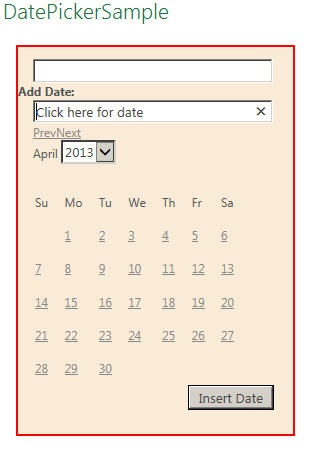 DatePickerSample
Add Date:
Click here for date ✕
PrevNext
April 2013
Su Mo Tu We Th Fr Sa
1 2 3 4 5 6
7 8 9 10 11 12 13
14 15 16 17 18 19 20
21 22 23 24 25 26 27
28 29 30
Insert Date